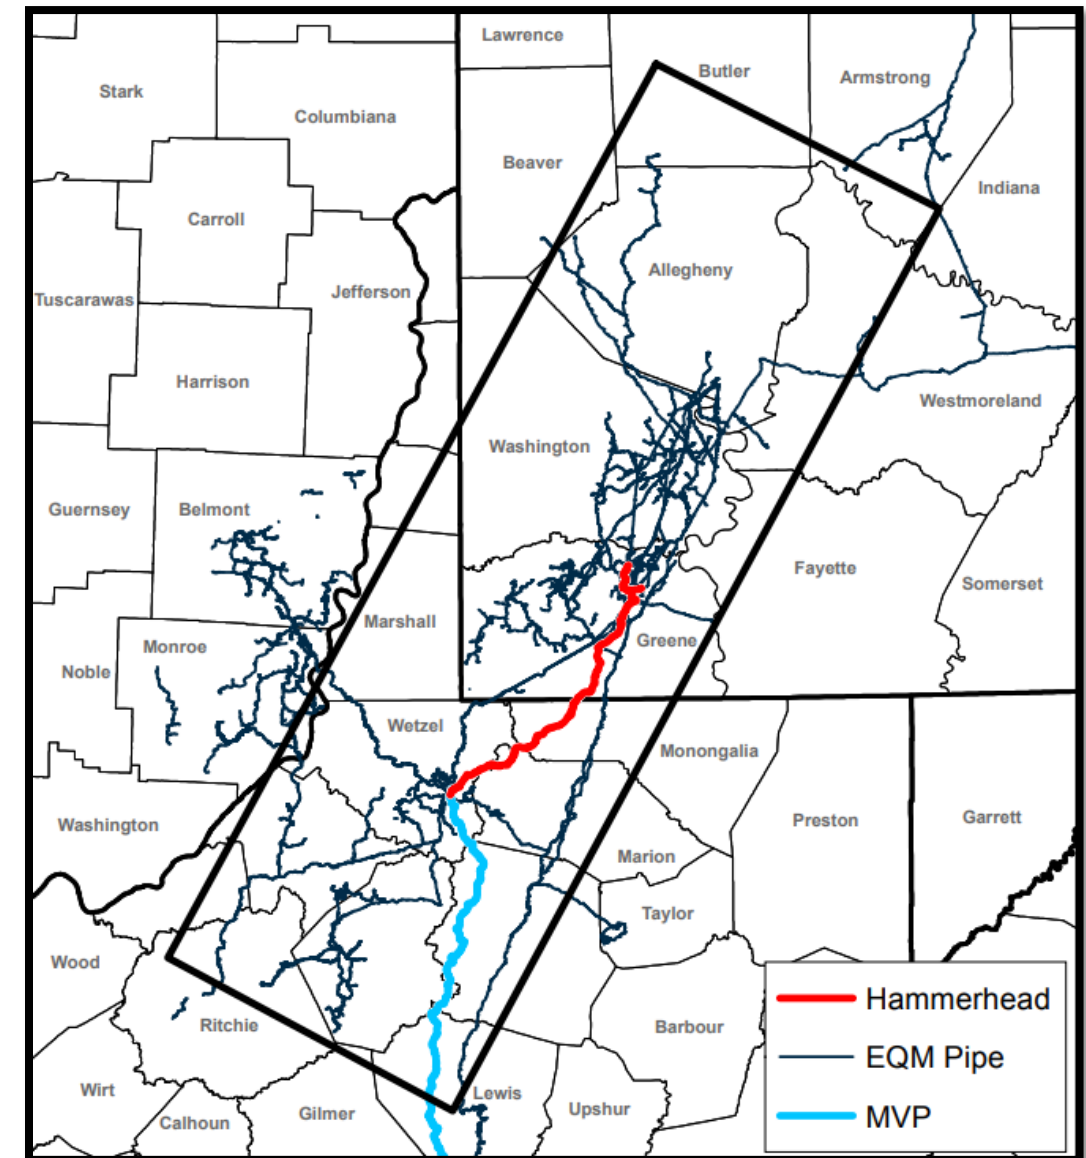 Lawrence
Butler
Armstrong
Stark
Columbiana
Beaver
Indiana
Carroll
Allegheny
Jefferson
Tuscarawas
Harrison
Westmoreland
Washington
Guernsey
Belmont
Fayette
Somerset
Marshall
Greene
Monroe
Noble
Wetzel
Monongalia
Washington
Preston
Garrett
Marion
Taylor
Wood
Ritchie
Barbour
Wirt
Lewis
Upshur
Gilmer
Calhoun
Hammerhead
EQM Pipe
MVP